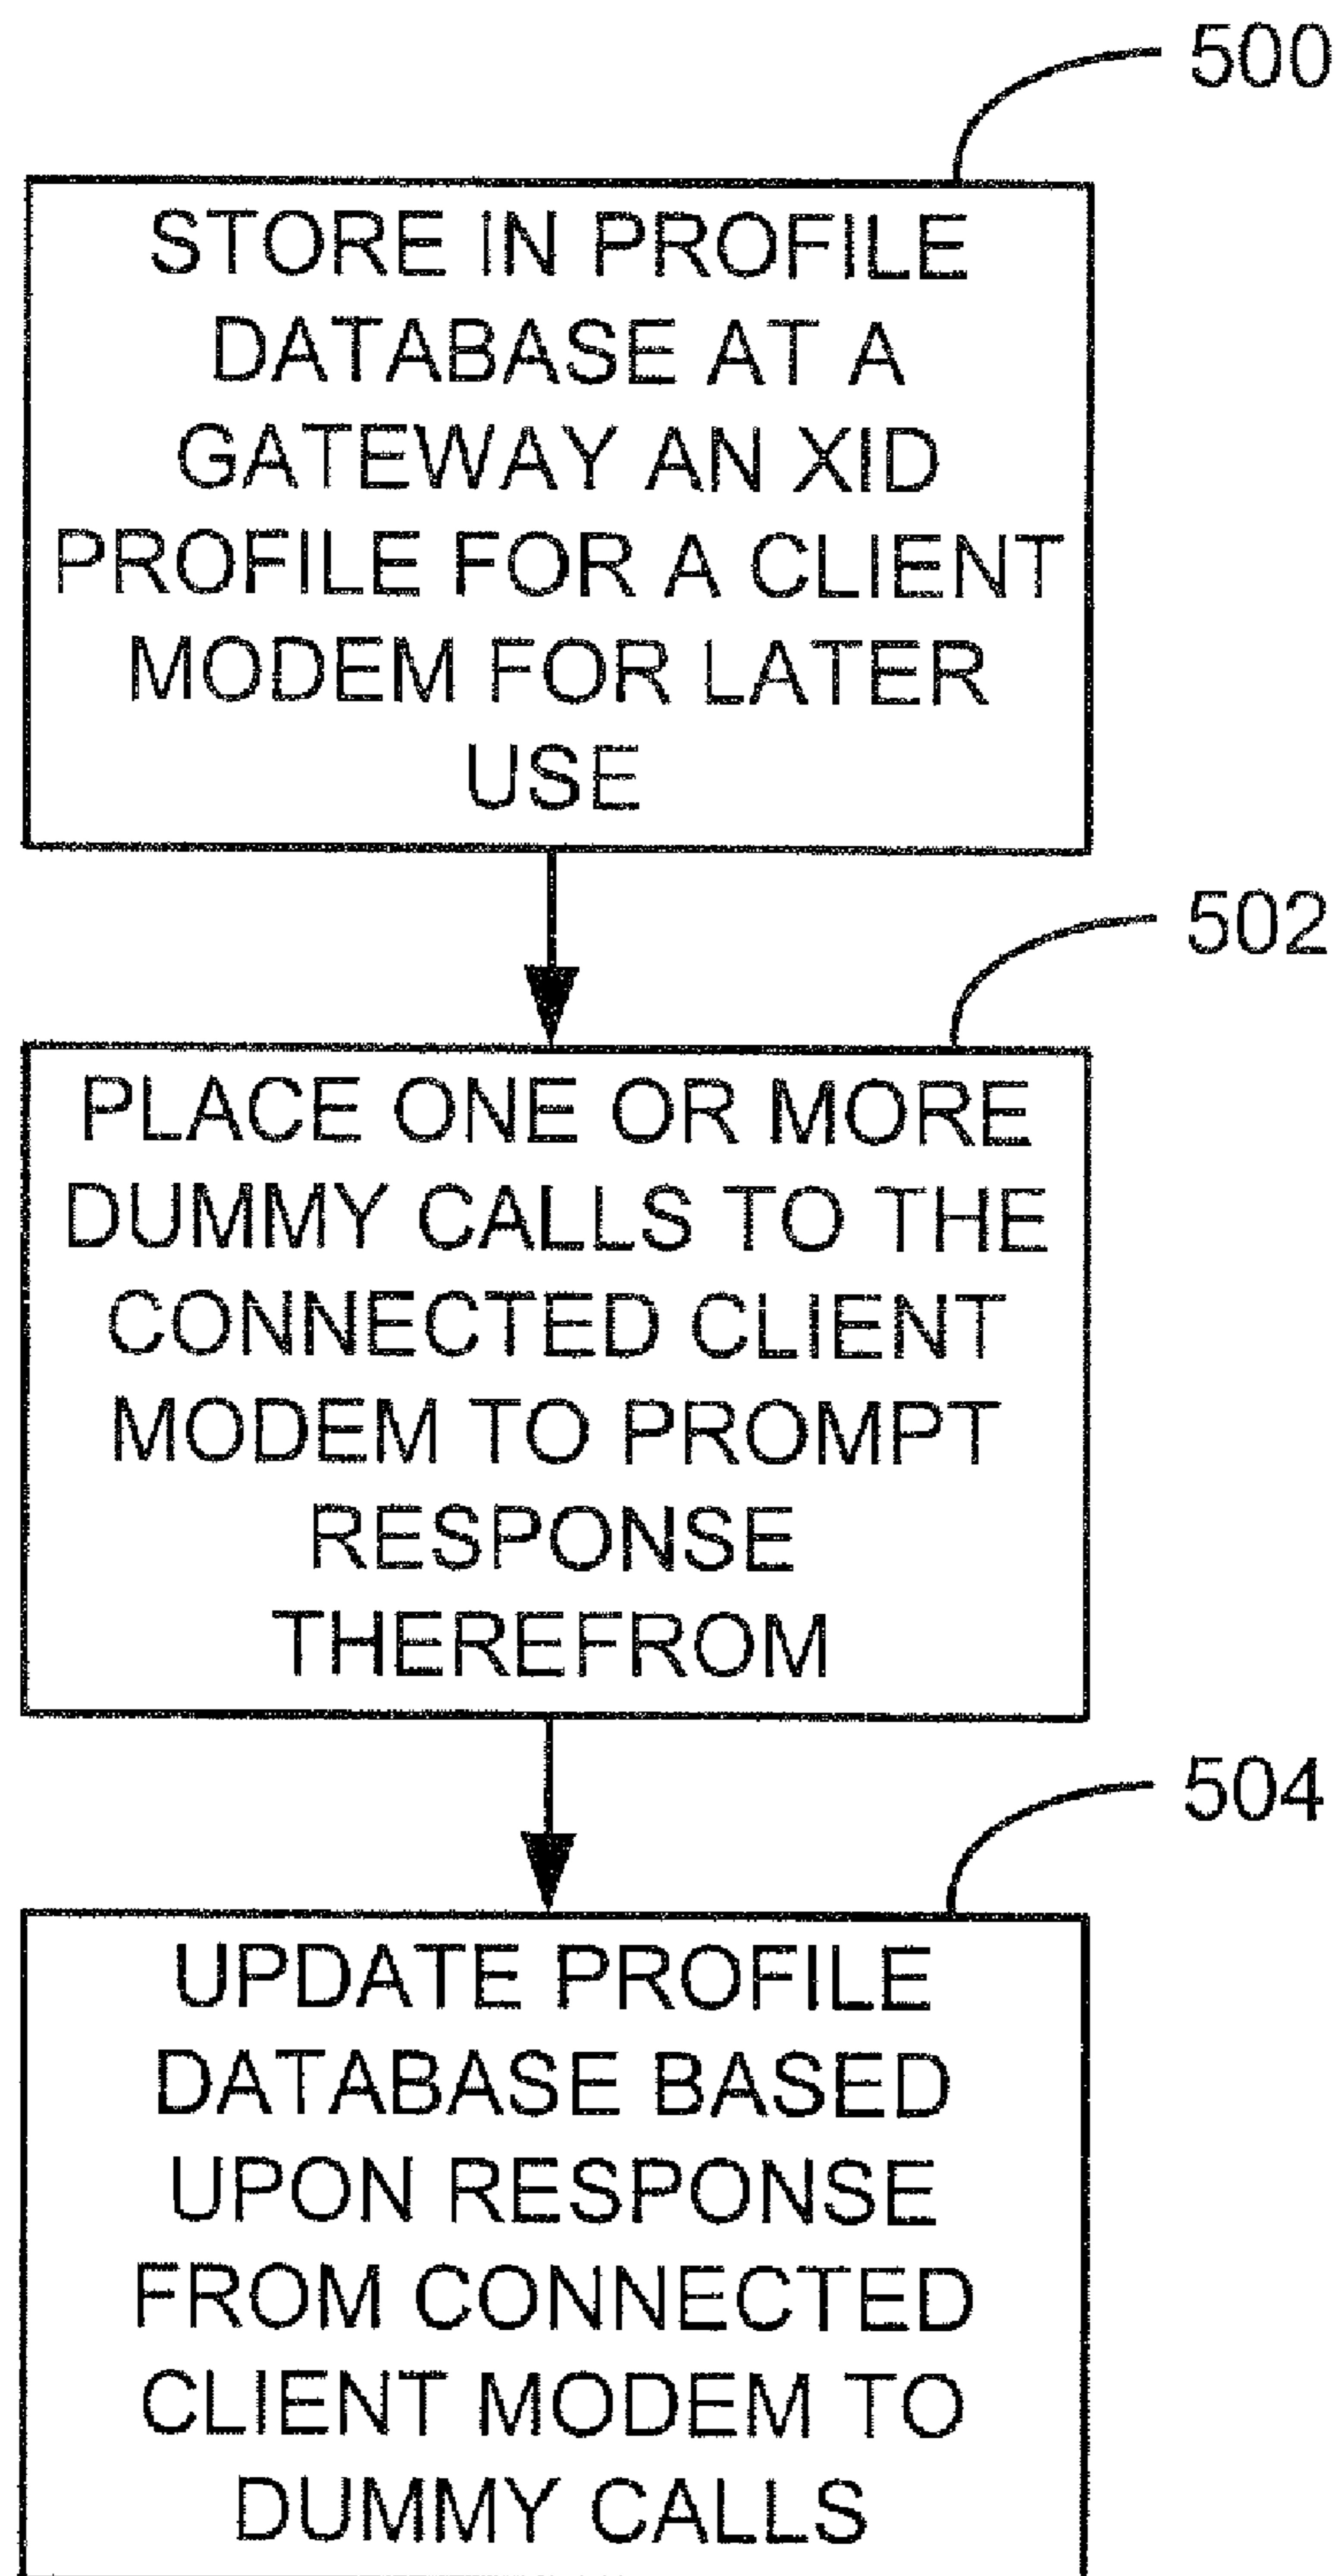 500
STORE IN PROFILE
DATABASE AT A
GATEWAY AN XID
PROFILE FOR A CLIENT
MODEM FOR LATER
USE
502
PLACE ONE OR MORE
DUMMY CALLS TO THE
CONNECTED CLIENT
MODEM TO PROMPT
RESPONSE
THEREFROM
504
UPDATE PROFILE
DATABASE BASED
UPON RESPONSE
FROM CONNECTED
CLIENT MODEM TO
DUMMY CALLS